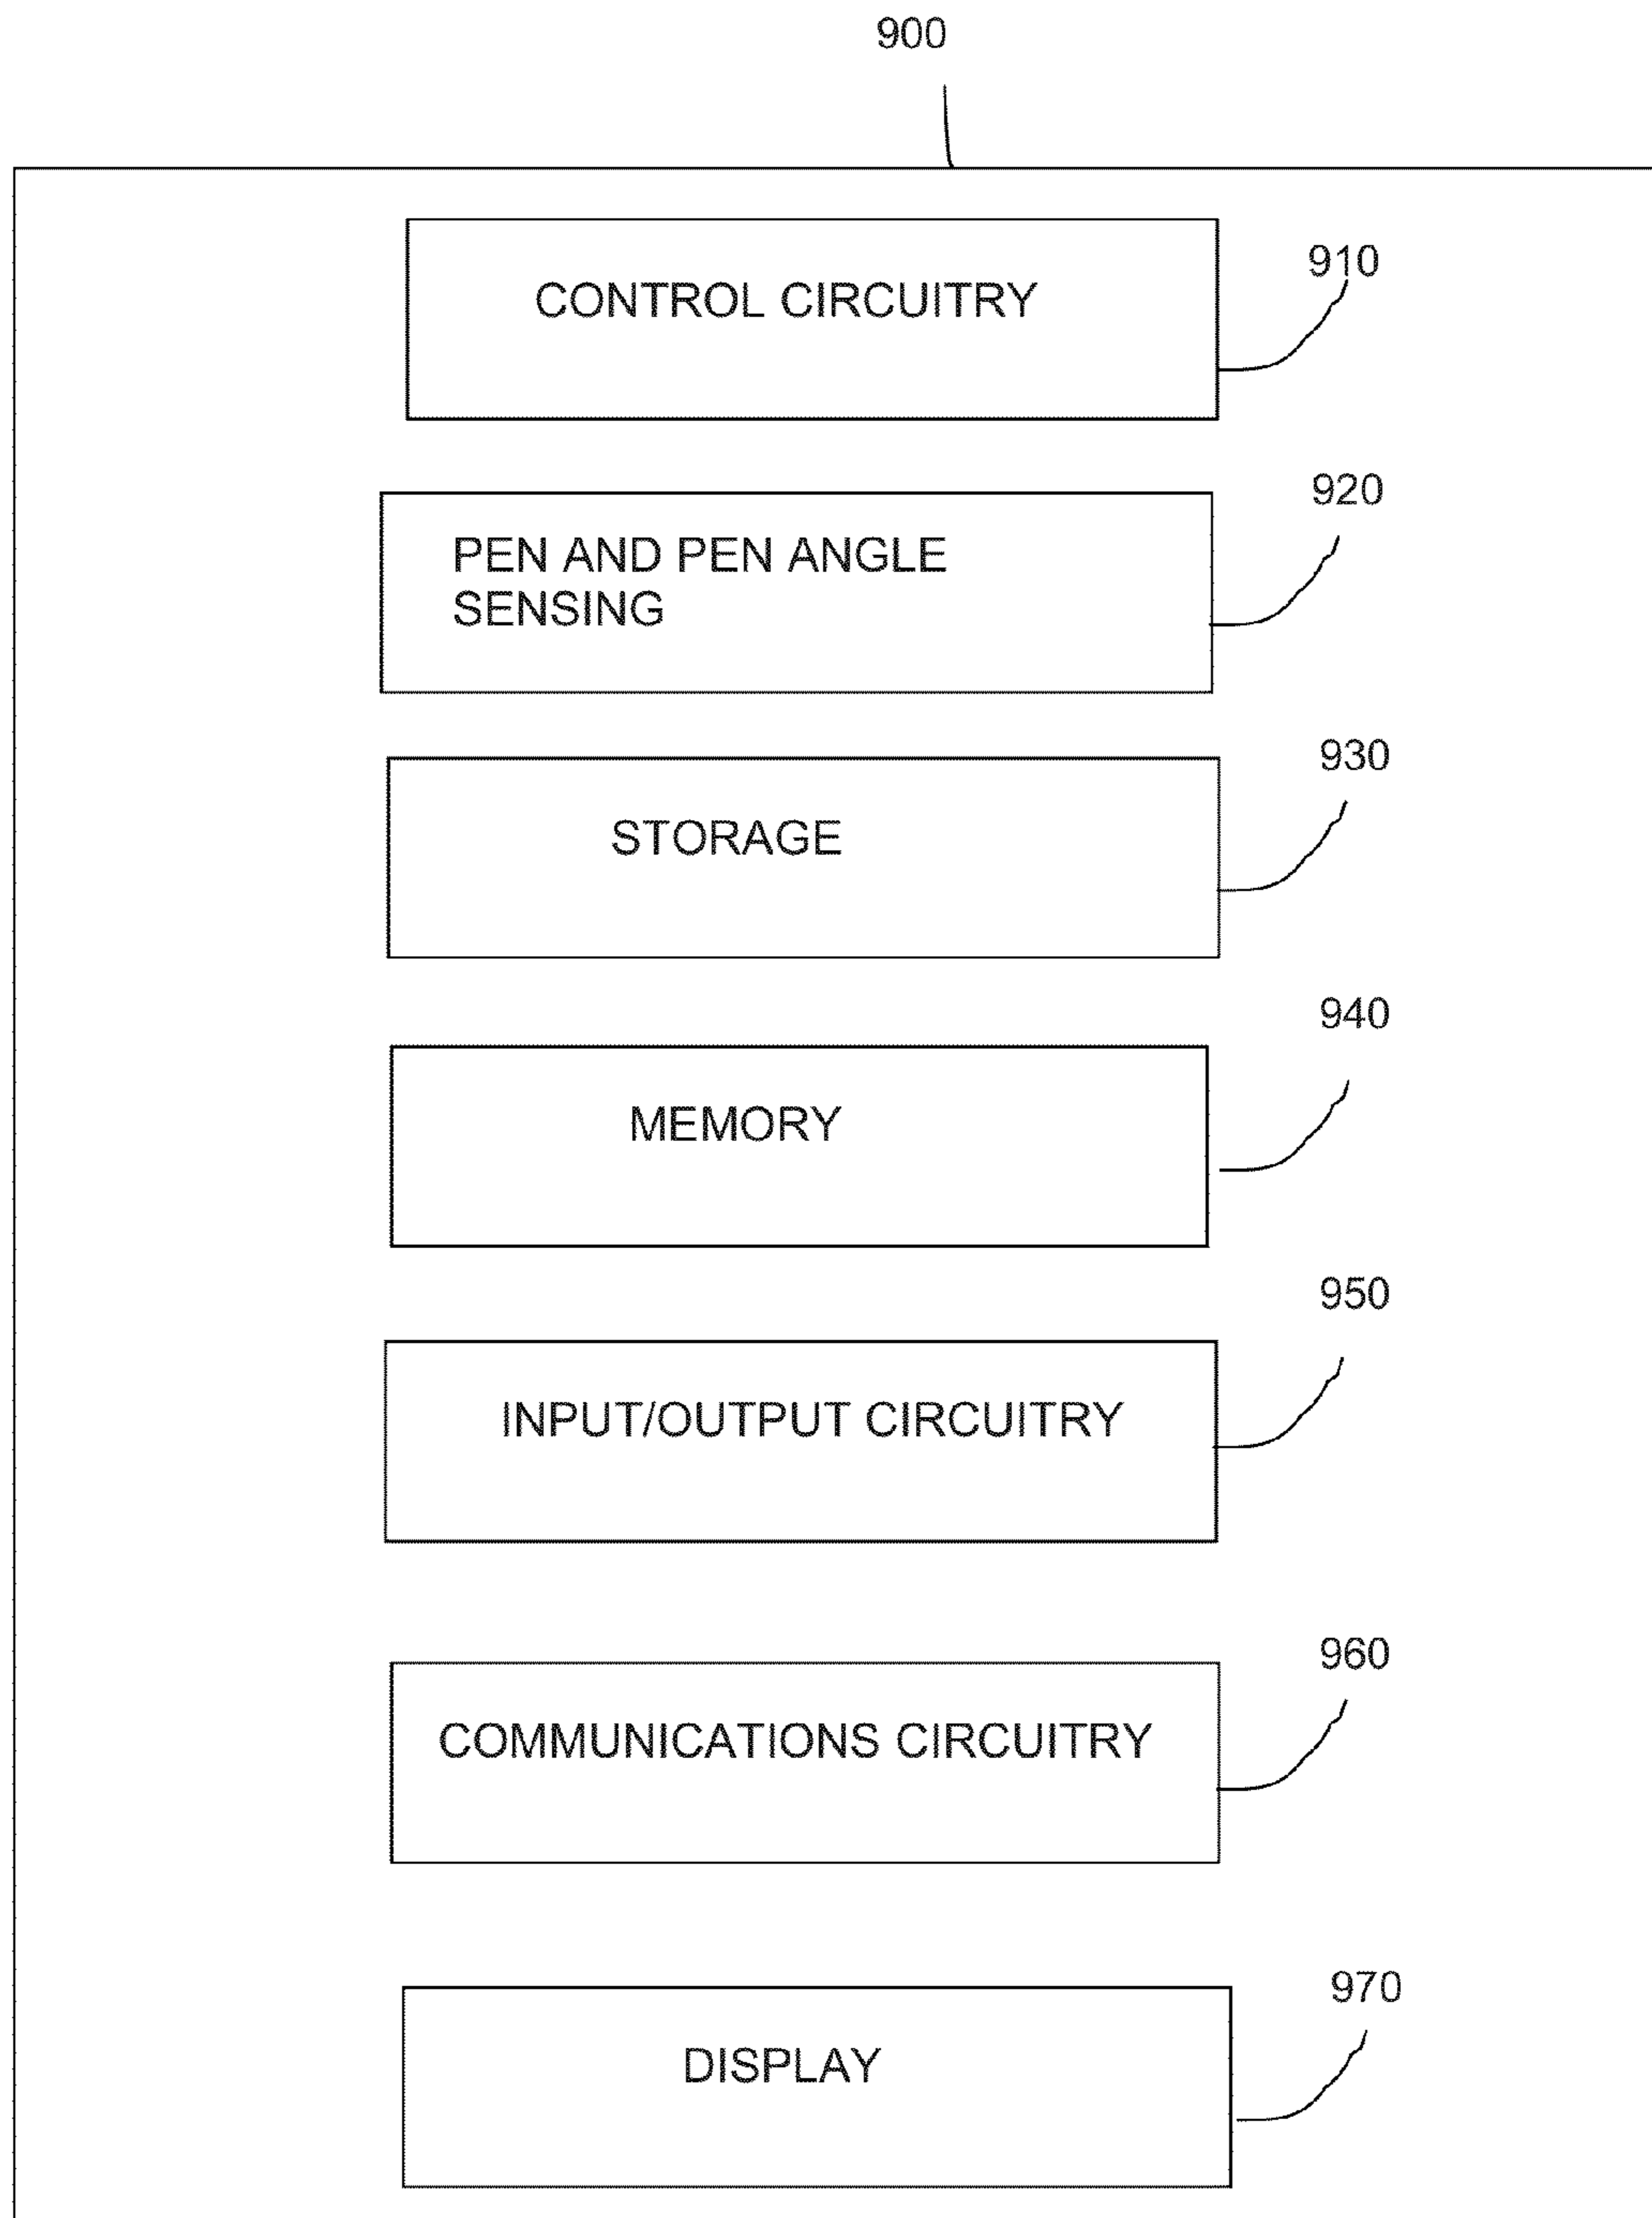 900
CONTROL CIRCUITRY
910
PEN AND PEN ANGLE
SENSING
920
STORAGE
930
MEMORY
940
INPUT/OUTPUT CIRCUITRY
950
COMMUNICATIONS CIRCUITRY
960
DISPLAY
970